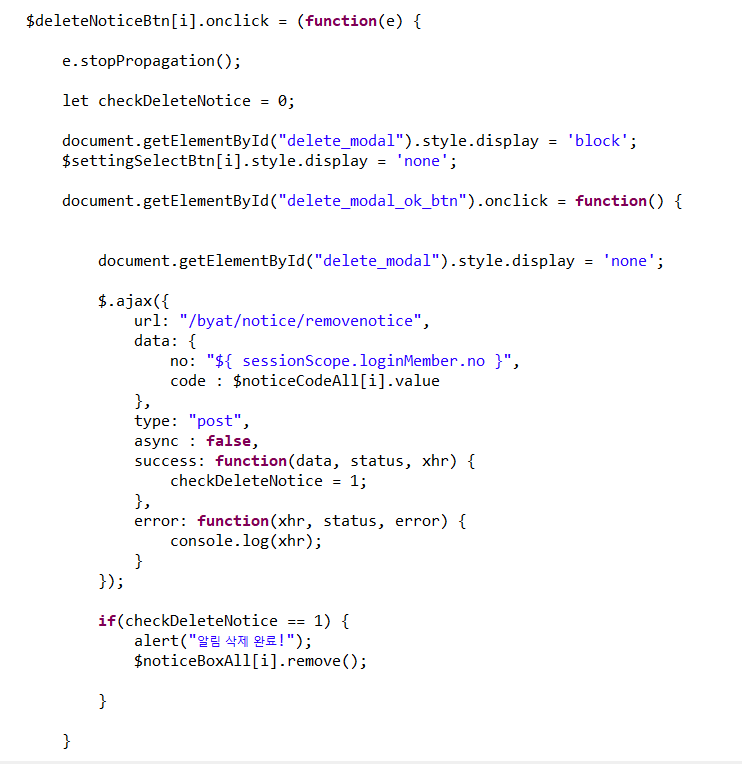 $deleteNoticeBtn[i].onclick = (function(e) {
e.stopPropagation();
let checkDeleteNotice = 0;
document.getElementById("delete_modal").style.display = 'block';
$settingSelectBtn[i].style.display = 'none';
document.getElementById("delete_modal_ok_btn").onclick = function() {
document.getElementById("delete_modal").style.display = 'none';
$.ajax({
url: "/byat/notice/removenotice",
data: {
no: "${ sessionScope.loginMember.no }",
code : $noticeCodeAll[i].value
},
type: "post",
async : false,
success: function(data, status, xhr) {
checkDeleteNotice = 1;
},
error: function(xhr, status, error) {
console.log(xhr);
}
});
if(checkDeleteNotice == 1) {
alert("알림 삭제 완료!");
$noticeBoxAll[i].remove();
}
}